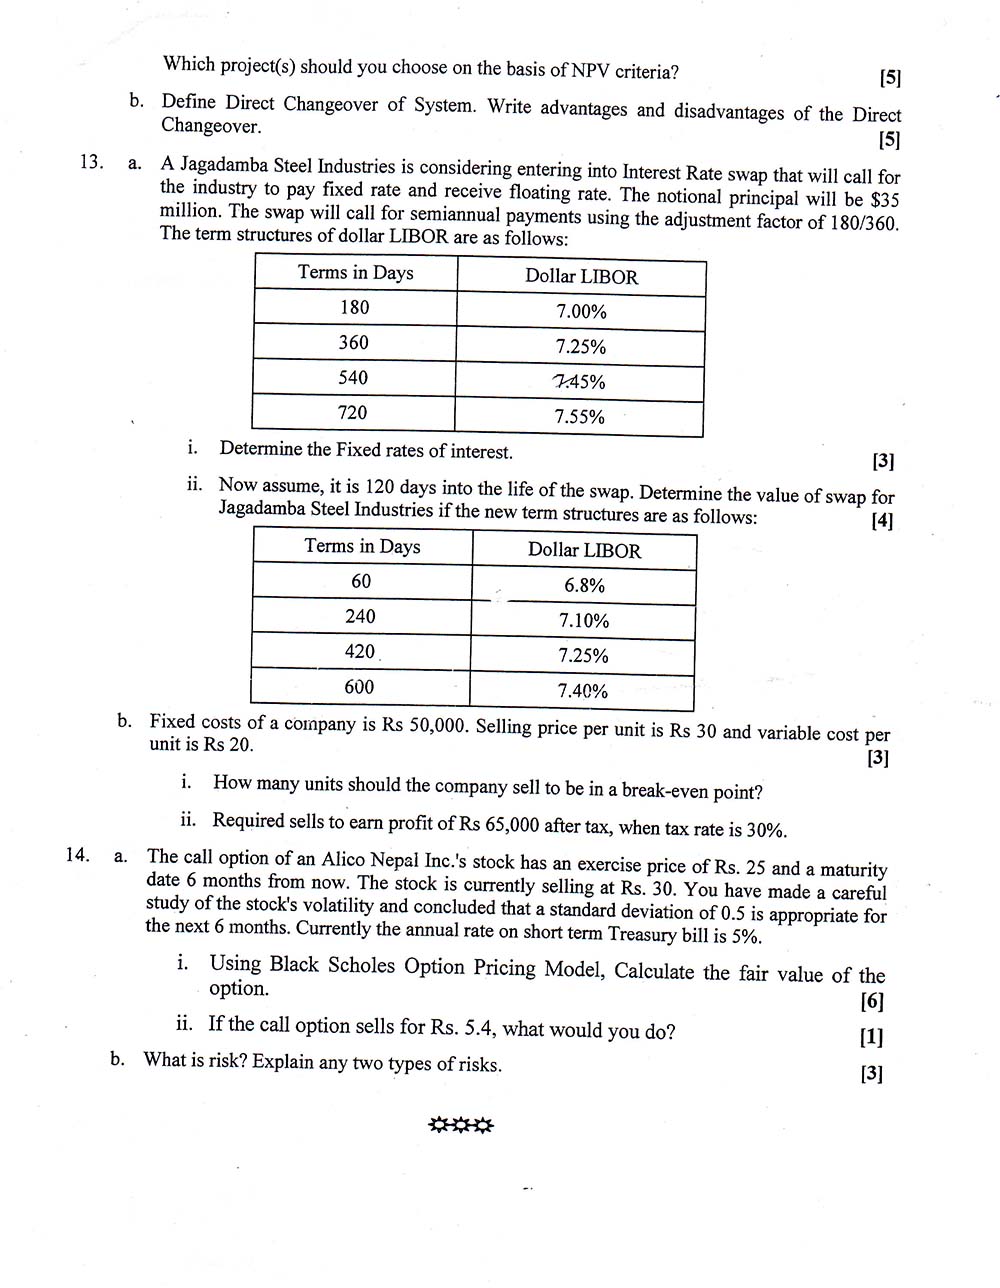 Which project(s) should you choose on the basis of NPV criteria? [5]
b. Define Direct Changeover of System. Write advantages and disadvantages of the Direct
Changeover. [5]
13. a. A Jagadamba Steel Industries is considering entering into Interest Rate swap that will call for
the industry to pay fixed rate and receive floating rate. The notional principal will be $35
million. The swap will call for semiannual payments using the adjustment factor of 180/360.
The term structures of dollar LIBOR are as follows:
Terms in Days Dollar LIBOR
180 7.00%
360 7.25%
540 7.45%
720 7.55%
i. Determine the Fixed rates of interest. [3]
ii. Now assume, it is 120 days into the life of the swap. Determine the value of swap for
Jagadamba Steel Industries if the new term structures are as follows: [4]
Terms in Days Dollar LIBOR
60 6.8%
240 7.10%
420 7.25%
600 7.40%
b. Fixed costs of a company is Rs 50,000. Selling price per unit is Rs 30 and variable cost per
unit is Rs 20. [3]
i. How many units should the company sell to be in a break-even point?
ii. Required sells to earn profit of Rs 65,000 after tax, when tax rate is 30%.
14. a. The call option of an Alico Nepal Inc.'s stock has an exercise price of Rs. 25 and a maturity
date 6 months from now. The stock is currently selling at Rs. 30. You have made a careful
study of the stock's volatility and concluded that a standard deviation of 0.5 is appropriate for
the next 6 months. Currently the annual rate on short term Treasury bill is 5%.
i. Using Black Scholes Option Pricing Model, Calculate the fair value of the
option. [6]
ii. If the call option sells for Rs. 5.4, what would you do? [1]
b. What is risk? Explain any two types of risks. [3]